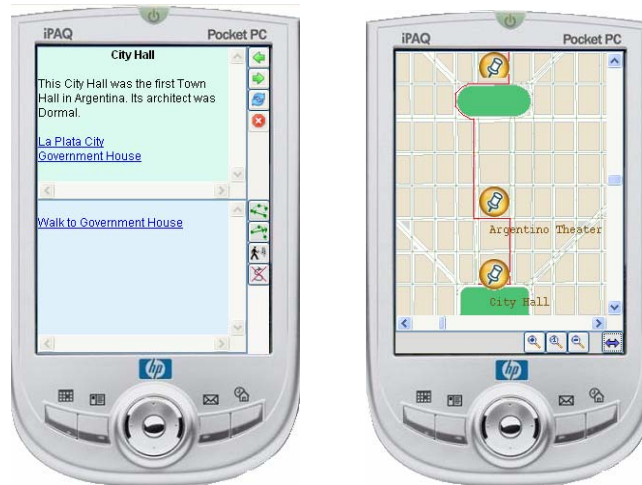 iPAQ Pocket PC
City Hall
This City Hall was the first Town
Hall in Argentina. Its architect was
Dormal.
La Plata City
Government House
Walk to Government House
hp
iPAQ Pocket PC
Argentino Theater
City Hall
hp